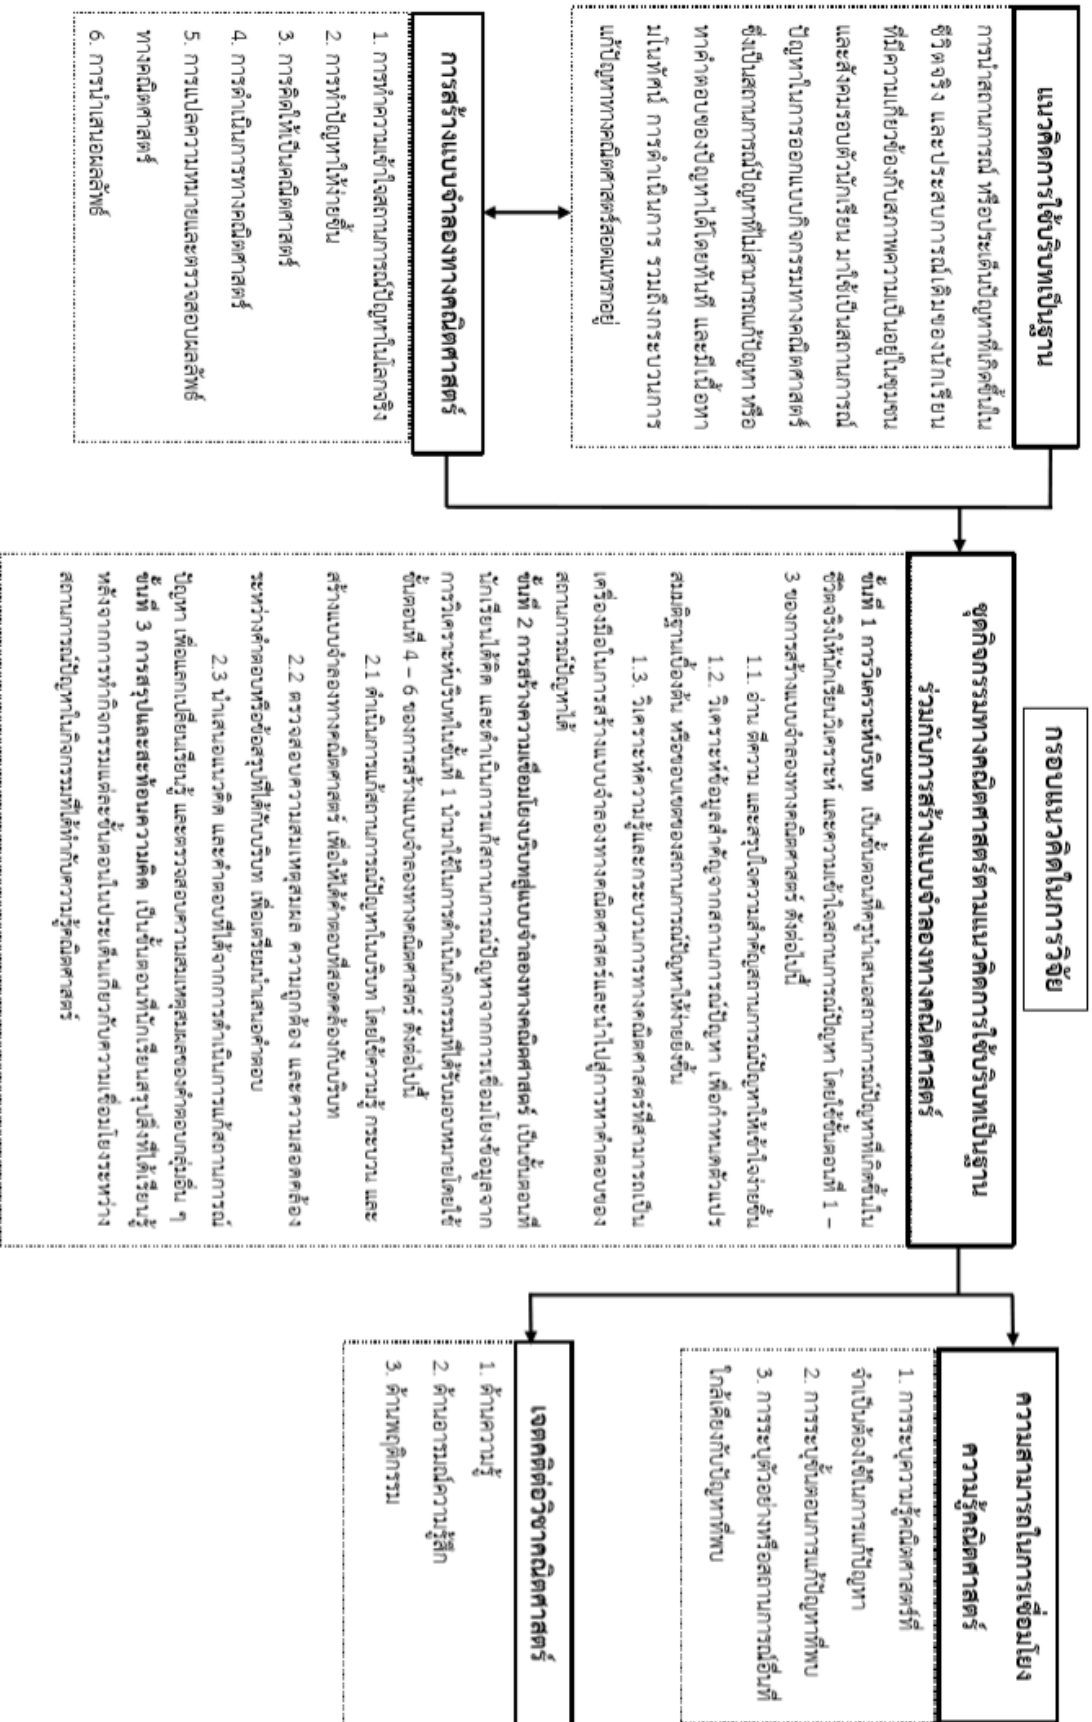 กรอบแนวคิดในการวิจัย
แนวคิดการใช้บริบทเป็นฐาน
การนำสถานการณ์ หรือประเด็นปัญหาที่เกิดขึ้นใน
ชีวิตจริง และประสบการณ์เดิมของนักเรียน
ที่มีความเกี่ยวข้องกับสภาพความเป็นอยู่ในชุมชน
และสังคมรอบตัวนักเรียน มาใช้เป็นสถานการณ์
ปัญหาในการออกแบบกิจกรรมทางคณิตศาสตร์
ซึ่งเป็นสถานการณ์ปัญหาที่ไม่สามารถแก้ปัญหา หรือ
หาคำตอบของปัญหาได้โดยทันที และมีเนื้อหา
มโนทัศน์ การดำเนินการ รวมถึงกระบวนการ
แก้ปัญหาทางคณิตศาสตร์สอดแทรกอยู่
การสร้างแบบจำลองทางคณิตศาสตร์
1. การทำความเข้าใจสถานการณ์ปัญหาในโลกจริง
2. การทำปัญหาให้ง่ายขึ้น
3. การคิดให้เป็นคณิตศาสตร์
4. การดำเนินการทางคณิตศาสตร์
5. การแปลความหมายและตรวจสอบผลลัพธ์
ทางคณิตศาสตร์
6. การนำเสนอผลลัพธ์
ชุดกิจกรรมทางคณิตศาสตร์ตามแนวคิดการใช้บริบทเป็นฐาน
ร่วมกับการสร้างแบบจำลองทางคณิตศาสตร์
ขั้นที่ 1 การวิเคราะห์บริบท เป็นขั้นตอนที่ครูนำเสนอสถานการณ์ปัญหาที่เกิดขึ้นใน
ชีวิตจริงให้นักเรียนวิเคราะห์ และความเข้าใจสถานการณ์ปัญหา โดยใช้ขั้นตอนที่ 1 –
3 ของการสร้างแบบจำลองทางคณิตศาสตร์ ดังต่อไปนี้
1.1. อ่าน ตีความ และสรุปใจความสำคัญสถานการณ์ปัญหาให้เข้าใจง่ายขึ้น
1.2. วิเคราะห์ข้อมูลสำคัญจากสถานการณ์ปัญหา เพื่อกำหนดตัวแปร
สมมติฐานเบื้องต้น หรือขอบเขตของสถานการณ์ปัญหาให้ง่ายยิ่งขึ้น
1.3. วิเคราะห์ความรู้และกระบวนการทางคณิตศาสตร์ที่สามารถเป็น
เครื่องมือในการสร้างแบบจำลองทางคณิตศาสตร์และนำไปสู่การหาคำตอบของ
สถานการณ์ปัญหาได้
ขั้นที่ 2 การสร้างความเชื่อมโยงบริบทสู่แบบจำลองทางคณิตศาสตร์ เป็นขั้นตอนที่
นักเรียนได้คิด และดำเนินการแก้สถานการณ์ปัญหาจากการเชื่อมโยงข้อมูลจาก
การวิเคราะห์บริบทในขั้นที่ 1 นำมาใช้ในการดำเนินกิจกรรมที่ได้รับมอบหมายโดยใช้
ขั้นตอนที่ 4 – 6 ของการสร้างแบบจำลองทางคณิตศาสตร์ ดังต่อไปนี้
2.1 ดำเนินการแก้สถานการณ์ปัญหาในบริบท โดยใช้ความรู้ กระบวน และ
สร้างแบบจำลองทางคณิตศาสตร์ เพื่อให้ได้คำตอบที่สอดคล้องกับบริบท
2.2 ตรวจสอบความสมเหตุสมผล ความถูกต้อง และความสอดคล้อง
ระหว่างคำตอบหรือข้อสรุปที่ได้กับบริบท เพื่อเตรียมนำเสนอคำตอบ
2.3 นำเสนอแนวคิด และคำตอบที่ได้จากการดำเนินการแก้สถานการณ์
ปัญหา เพื่อแลกเปลี่ยนเรียนรู้ และตรวจสอบความสมเหตุสมผลของคำตอบกลุ่มอื่น ๆ
ขั้นที่ 3 การสรุปและสะท้อนความคิด เป็นขั้นตอนที่นักเรียนสรุปสิ่งที่ได้เรียนรู้
หลังจากการทำกิจกรรมแต่ละขั้นตอนในประเด็นเกี่ยวกับความเชื่อมโยงระหว่าง
สถานการณ์ปัญหาในกิจกรรมที่ได้ทำกับความรู้คณิตศาสตร์
ความสามารถในการเชื่อมโยง
ความรู้คณิตศาสตร์
1. การระบุความรู้คณิตศาสตร์ที่
จำเป็นต้องใช้ในการแก้ปัญหา
2. การระบุขั้นตอนการแก้ปัญหาที่พบ
3. การระบุตัวอย่างหรือสถานการณ์อื่นที่
ใกล้เคียงกับปัญหาที่พบ
เจตคติต่อวิชาคณิตศาสตร์
1. ด้านความรู้
2. ด้านอารมณ์ความรู้สึก
3. ด้านพฤติกรรม